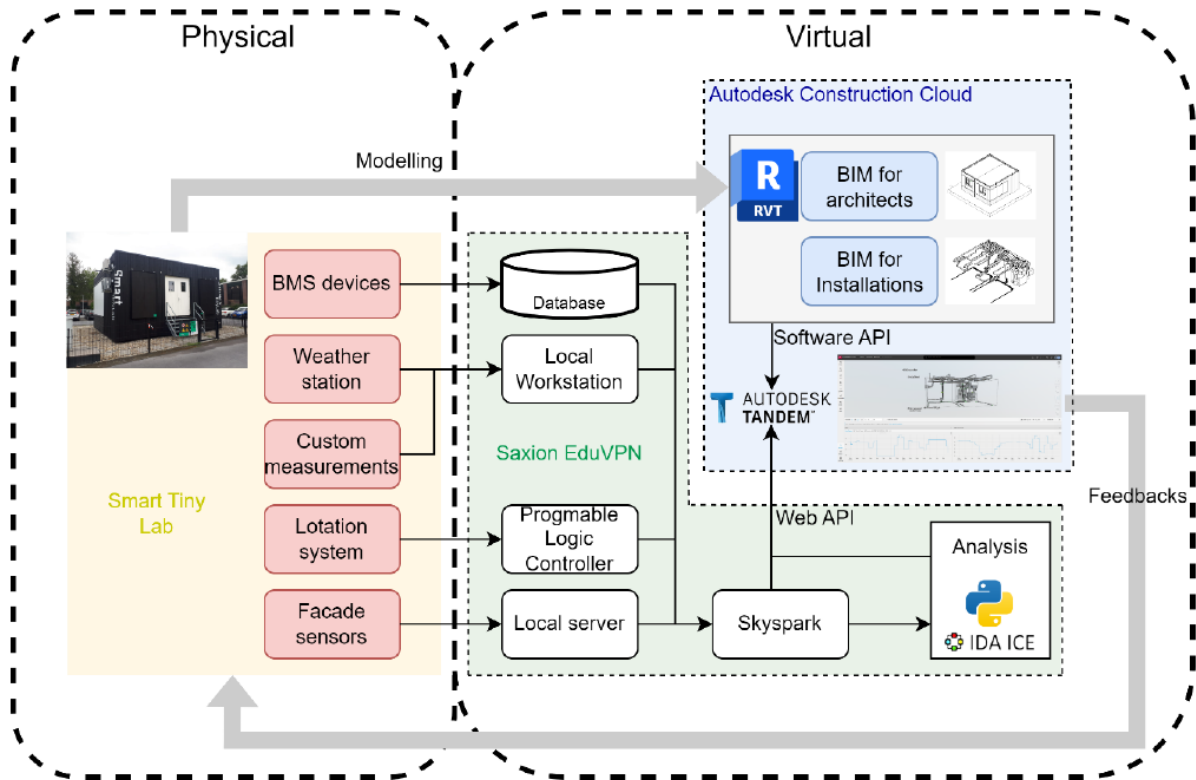 Physical
Virtual
Autodesk Construction Cloud
Modelling
R
RVT
BIM for
architects
BIM for
Installations
Smart
BMS devices
Database
Software API
Weather
station
Local
Workstation
AUTODESK
TANDEM™
Custom
measurements
Saxion EduVPN
Smart Tiny
Lab
Feedbacks
Lotation
system
Progmable
Logic
Controller
Web API
Analysis
Facade
sensors
Local server
Skyspark
IDA ICE